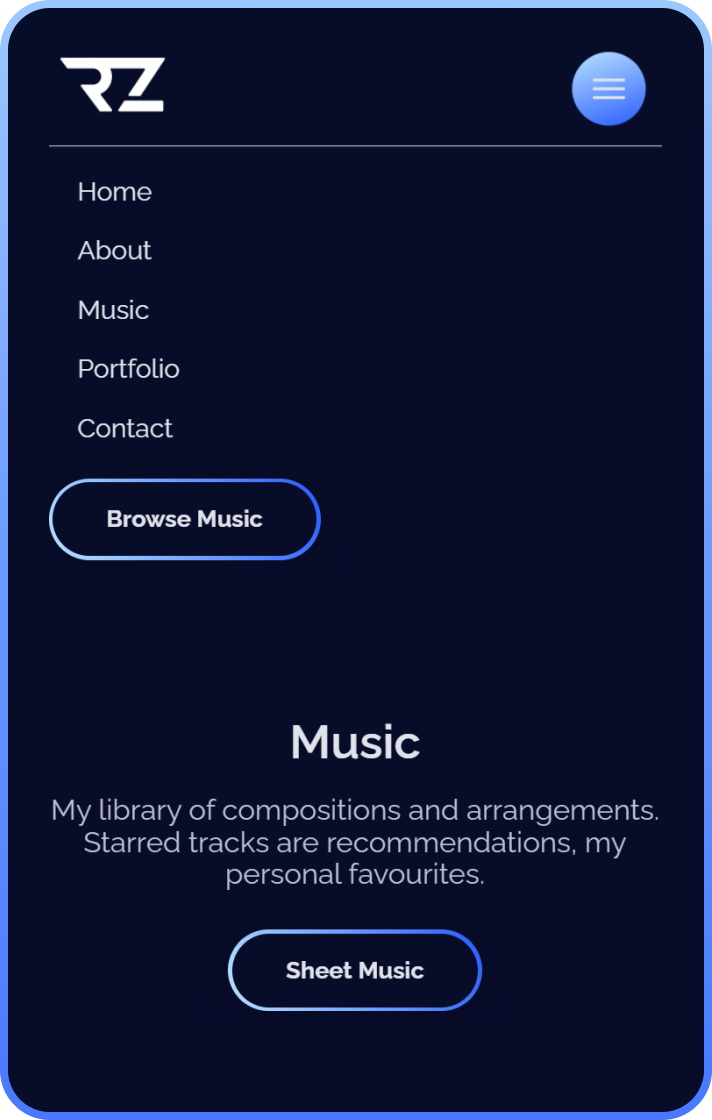 RZ
Home
About
Music
Portfolio
Contact
Browse Music
Music
My library of compositions and arrangements.
Starred tracks are recommendations, my
personal favourites.
Sheet Music